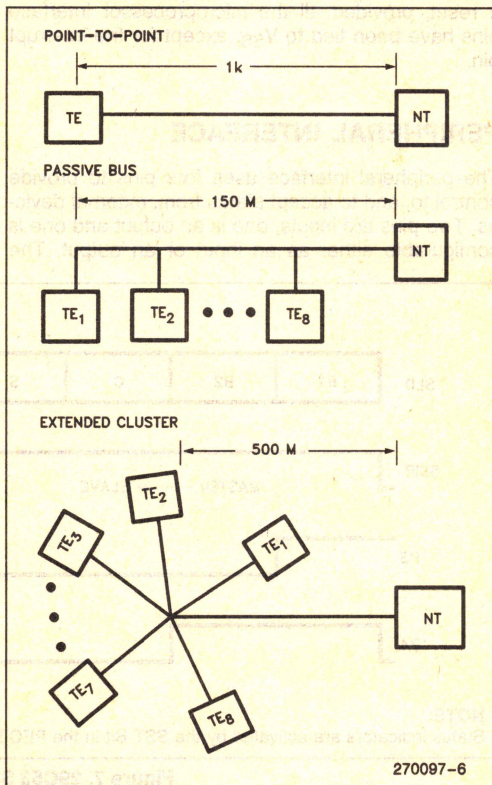 POINT-TO-POINT
1k
TE
NT
PASSIVE BUS
150 M
NT
TE1 TE2 • • • TE8
EXTENDED CLUSTER
500 M
TE2
TE3
TE1
NT
TE7
TE8
270097-6